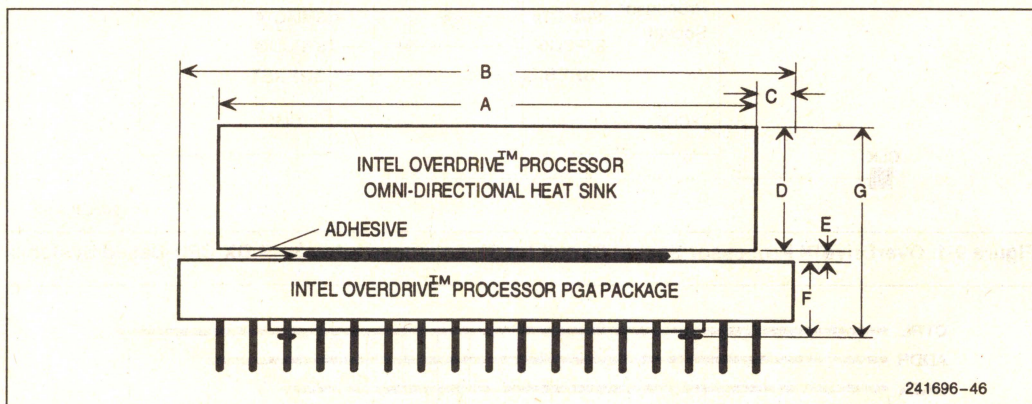 B
C
A
INTEL OVERDRIVE™ PROCESSOR
OMNI-DIRECTIONAL HEAT SINK
D
G
ADHESIVE
E
INTEL OVERDRIVE™ PROCESSOR PGA PACKAGE
F
241696-46